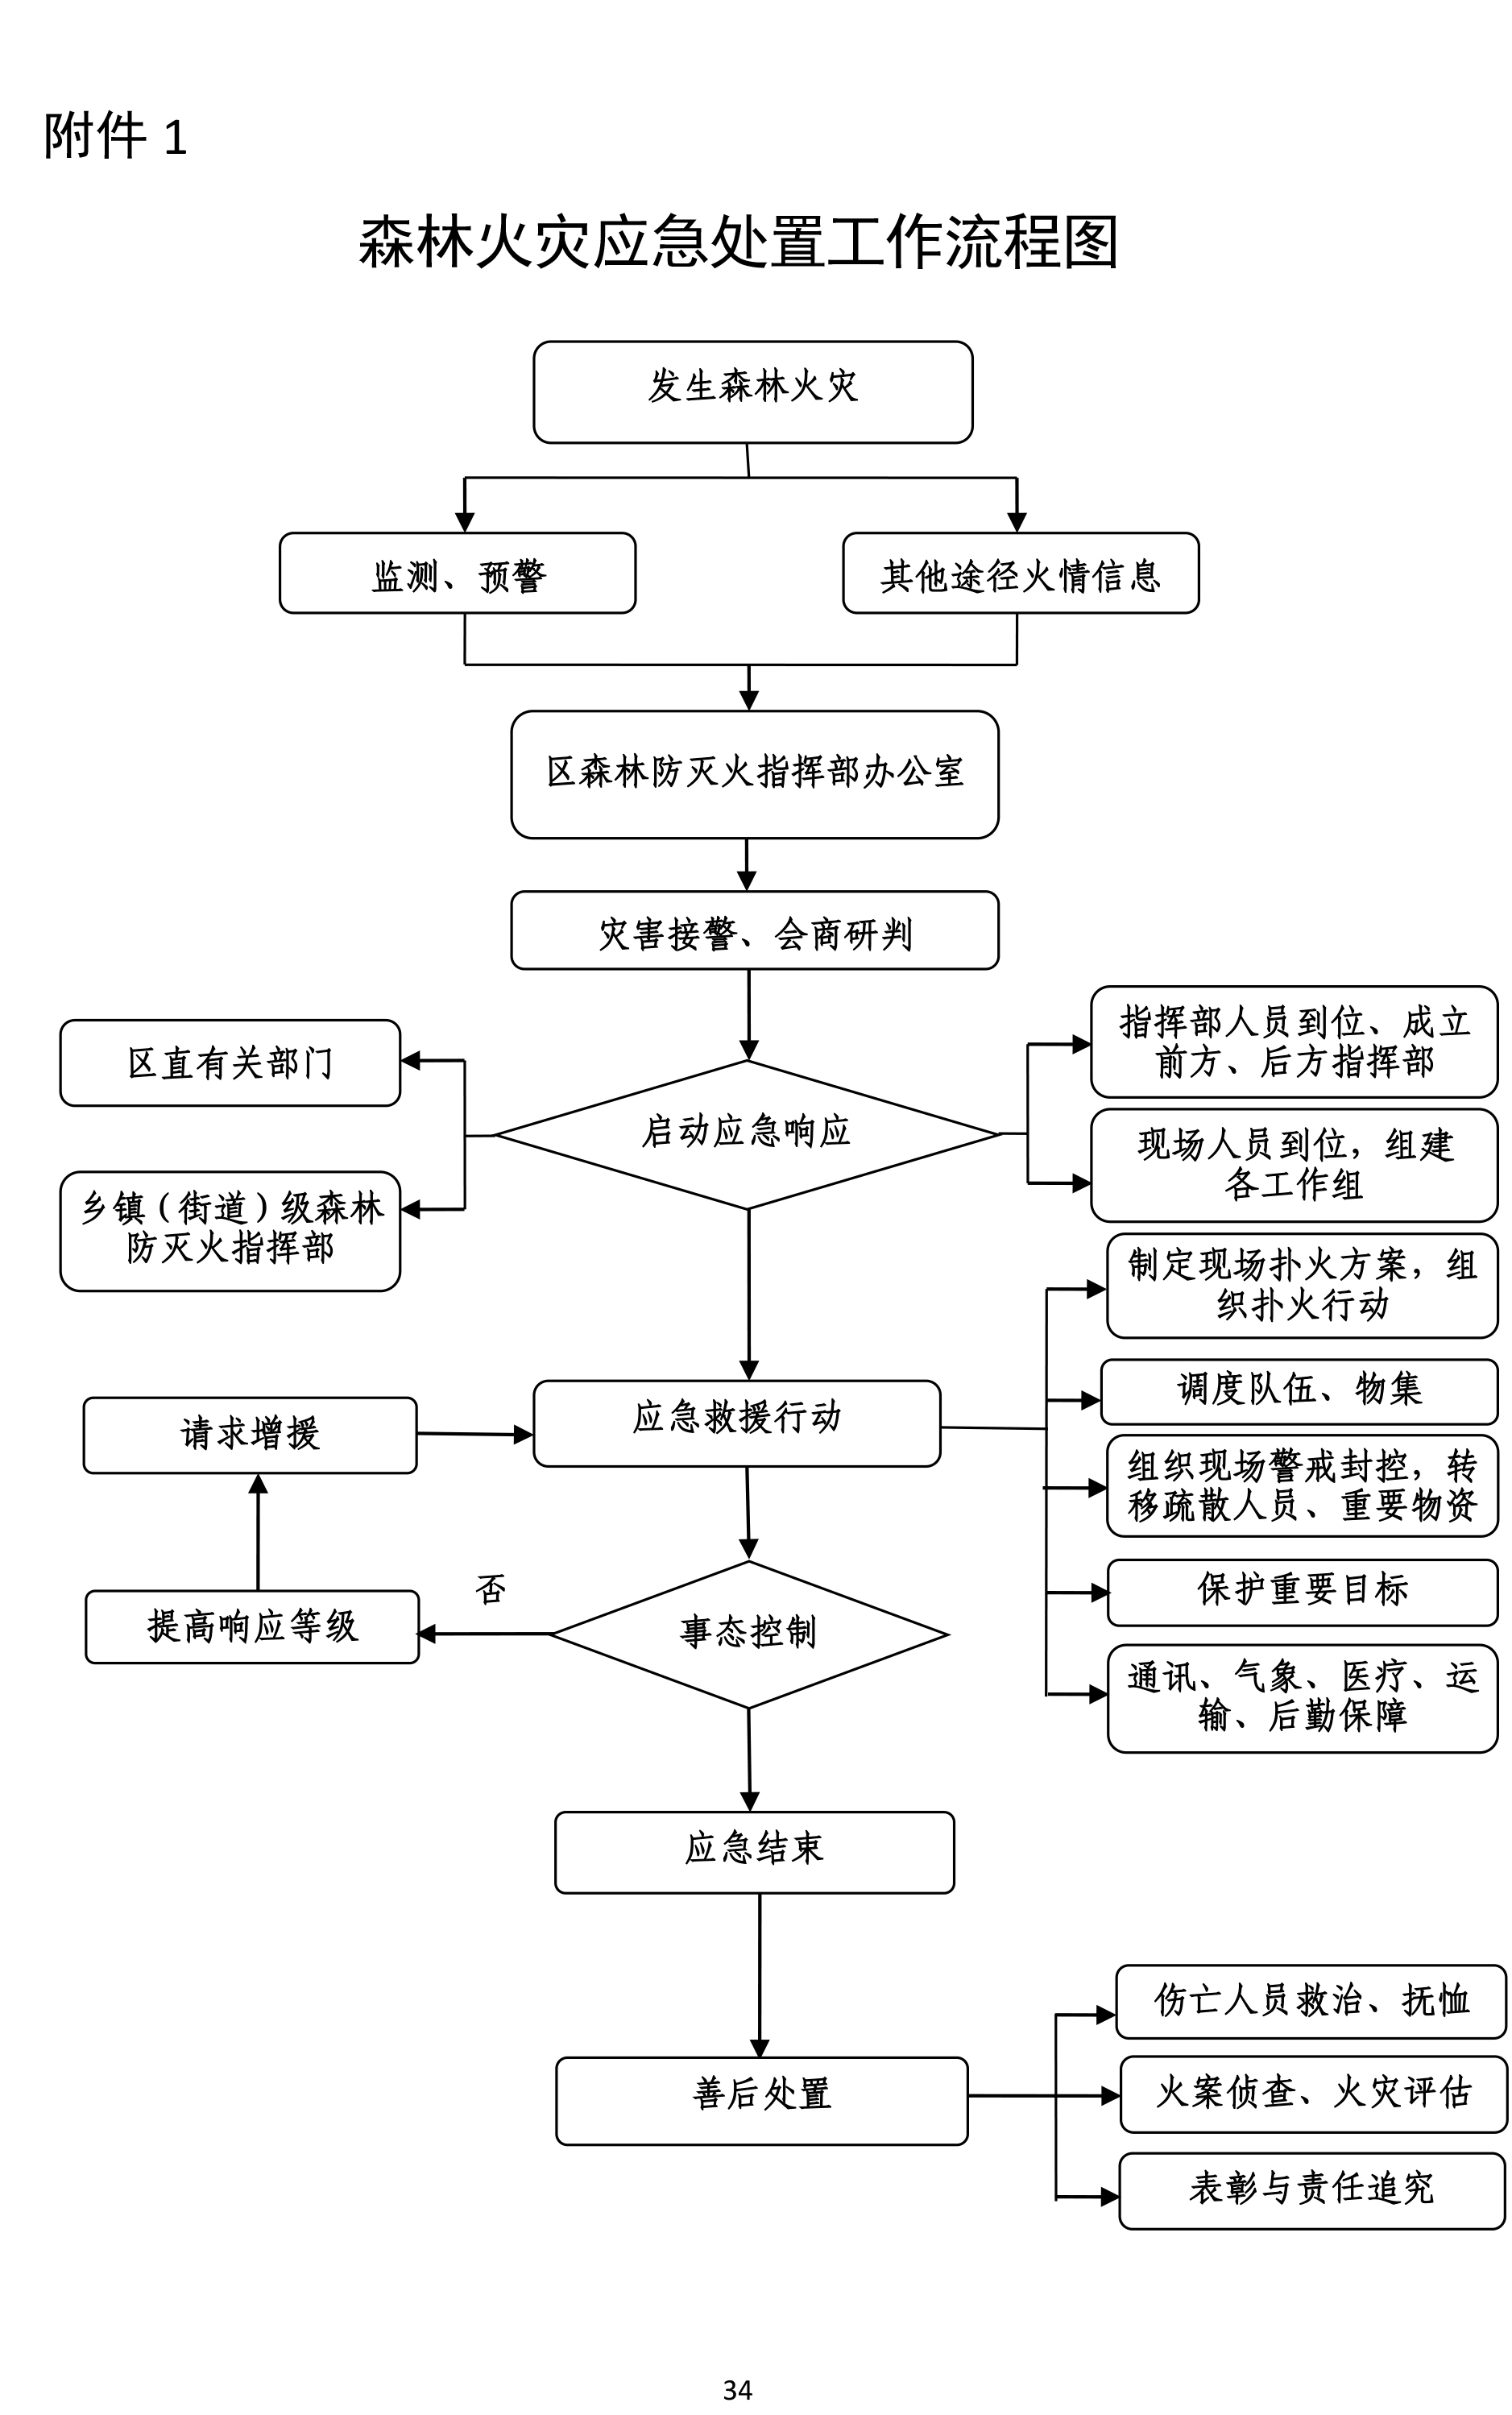 附件 1
森林火灾应急处置工作流程图
发生森林火灾
监测、预警
其他途径火情信息
区森林防灭火指挥部办公室
灾害接警、会商研判
区直有关部门
启动应急响应
指挥部人员到位、成立
前方、后方指挥部
现场人员到位，组建
各工作组
乡镇（街道）级森林
防灭火指挥部
制定现场扑火方案，组
织扑火行动
请求增援
应急救援行动
调度队伍、物集
组织现场警戒封控，转
移疏散人员、重要物资
否
提高响应等级
事态控制
保护重要目标
通讯、气象、医疗、运
输、后勤保障
应急结束
善后处置
伤亡人员救治、抚恤
火案侦查、火灾评估
表彰与责任追究
34